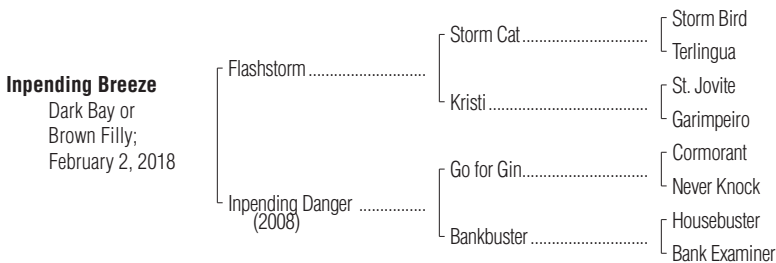 Inpending Breeze
Dark Bay or
Brown Filly;
February 2, 2018
Flashstorm ..............................
Inpending Danger .................
(2008)
Storm Cat ................................
Kristi .........................................
Go for Gin ................................
Bankbuster ..............................
Storm Bird
Terlingua
St. Jovite
Garimpeiro
Cormorant
Never Knock
Housebuster
Bank Examiner